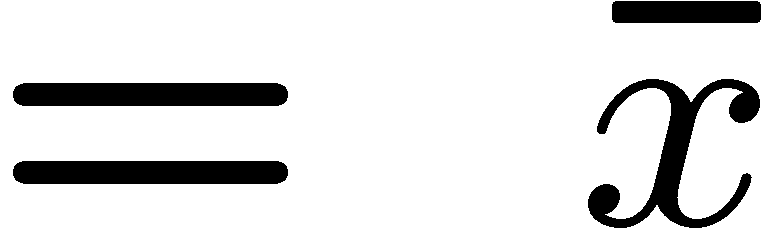 = x̄